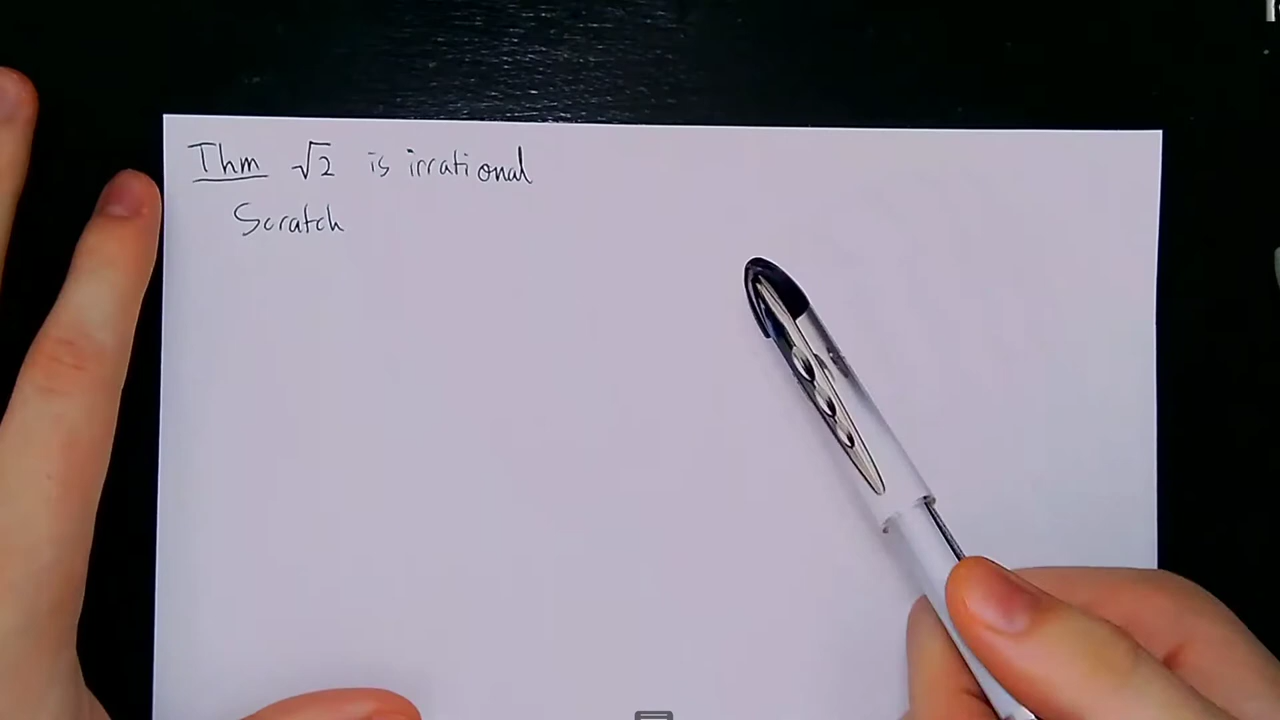 Thm √2 is irrational
Scratch